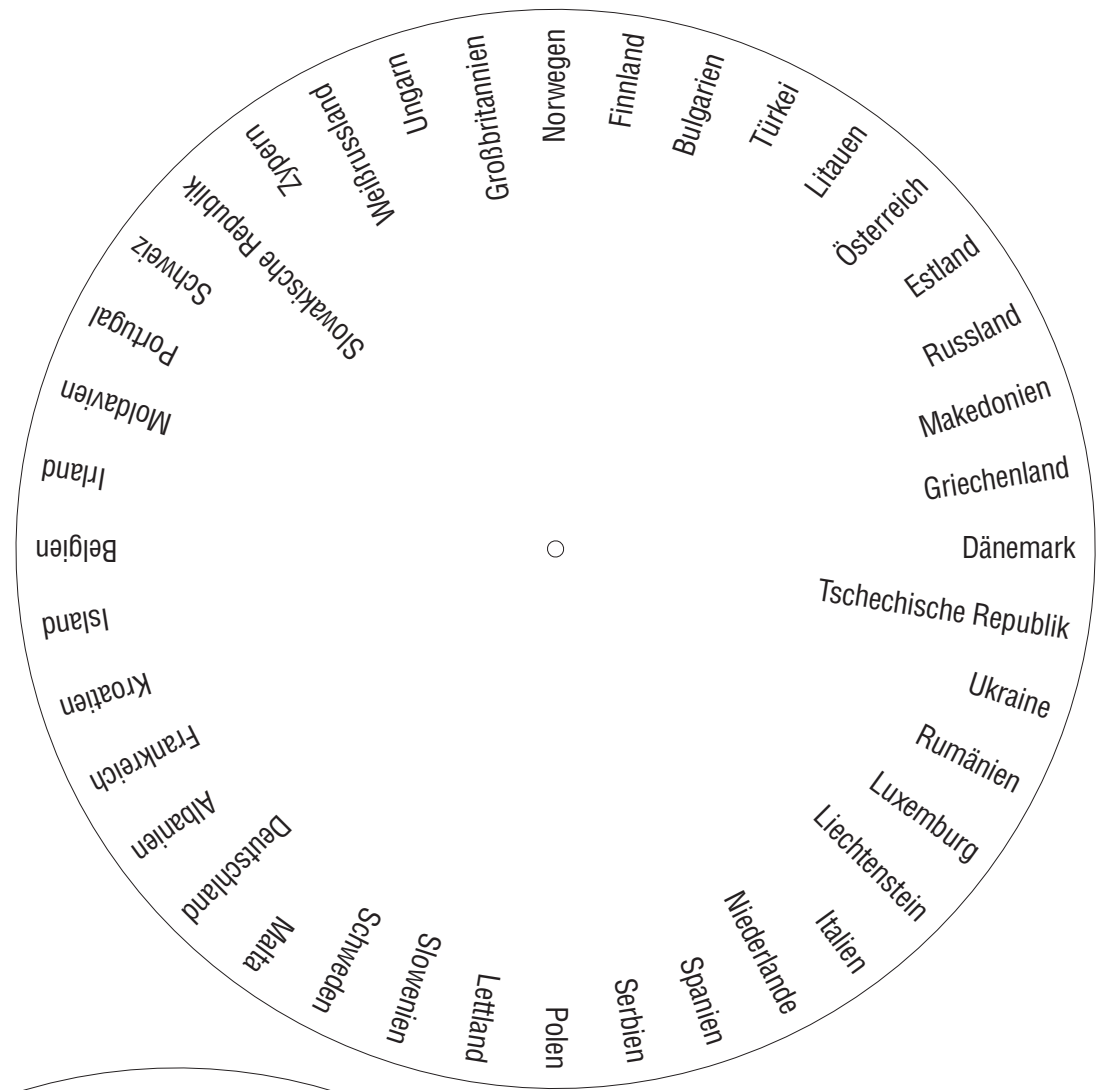 Norwegen
Finnland
Bulgarien
Türkei
Litauen
Österreich
Estland
Russland
Makedonien
Griechenland
Dänemark
Tschechische Republik
Ukraine
Rumänien
Luxemburg
Liechtenstein
Italien
Niederlande
Spanien
Serbien
Polen
Lettland
Slowenien
Schweden
Malta
Deutschland
Albanien
Frankreich
Kroatien
Island
Belgien
Irland
Moldavien
Portugal
Schweiz
Slowakische Republik
Zypern
Weißrussland
Ungarn
Großbritannien